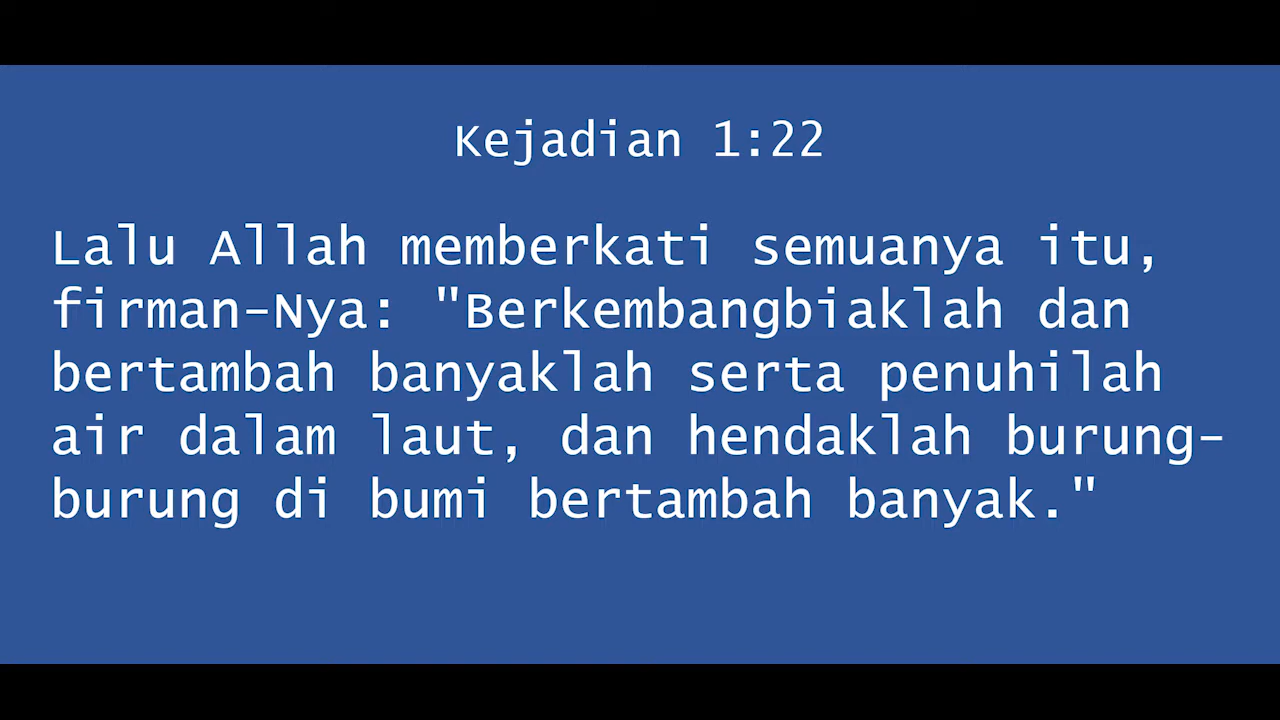 Kejadian 1:22
Lalu Allah memberkati semuanya itu,
firman-Nya: "Berkembangbiaklah dan
bertambah banyaklah serta penuhilah
air dalam laut, dan hendaklah burung-
burung di bumi bertambah banyak."